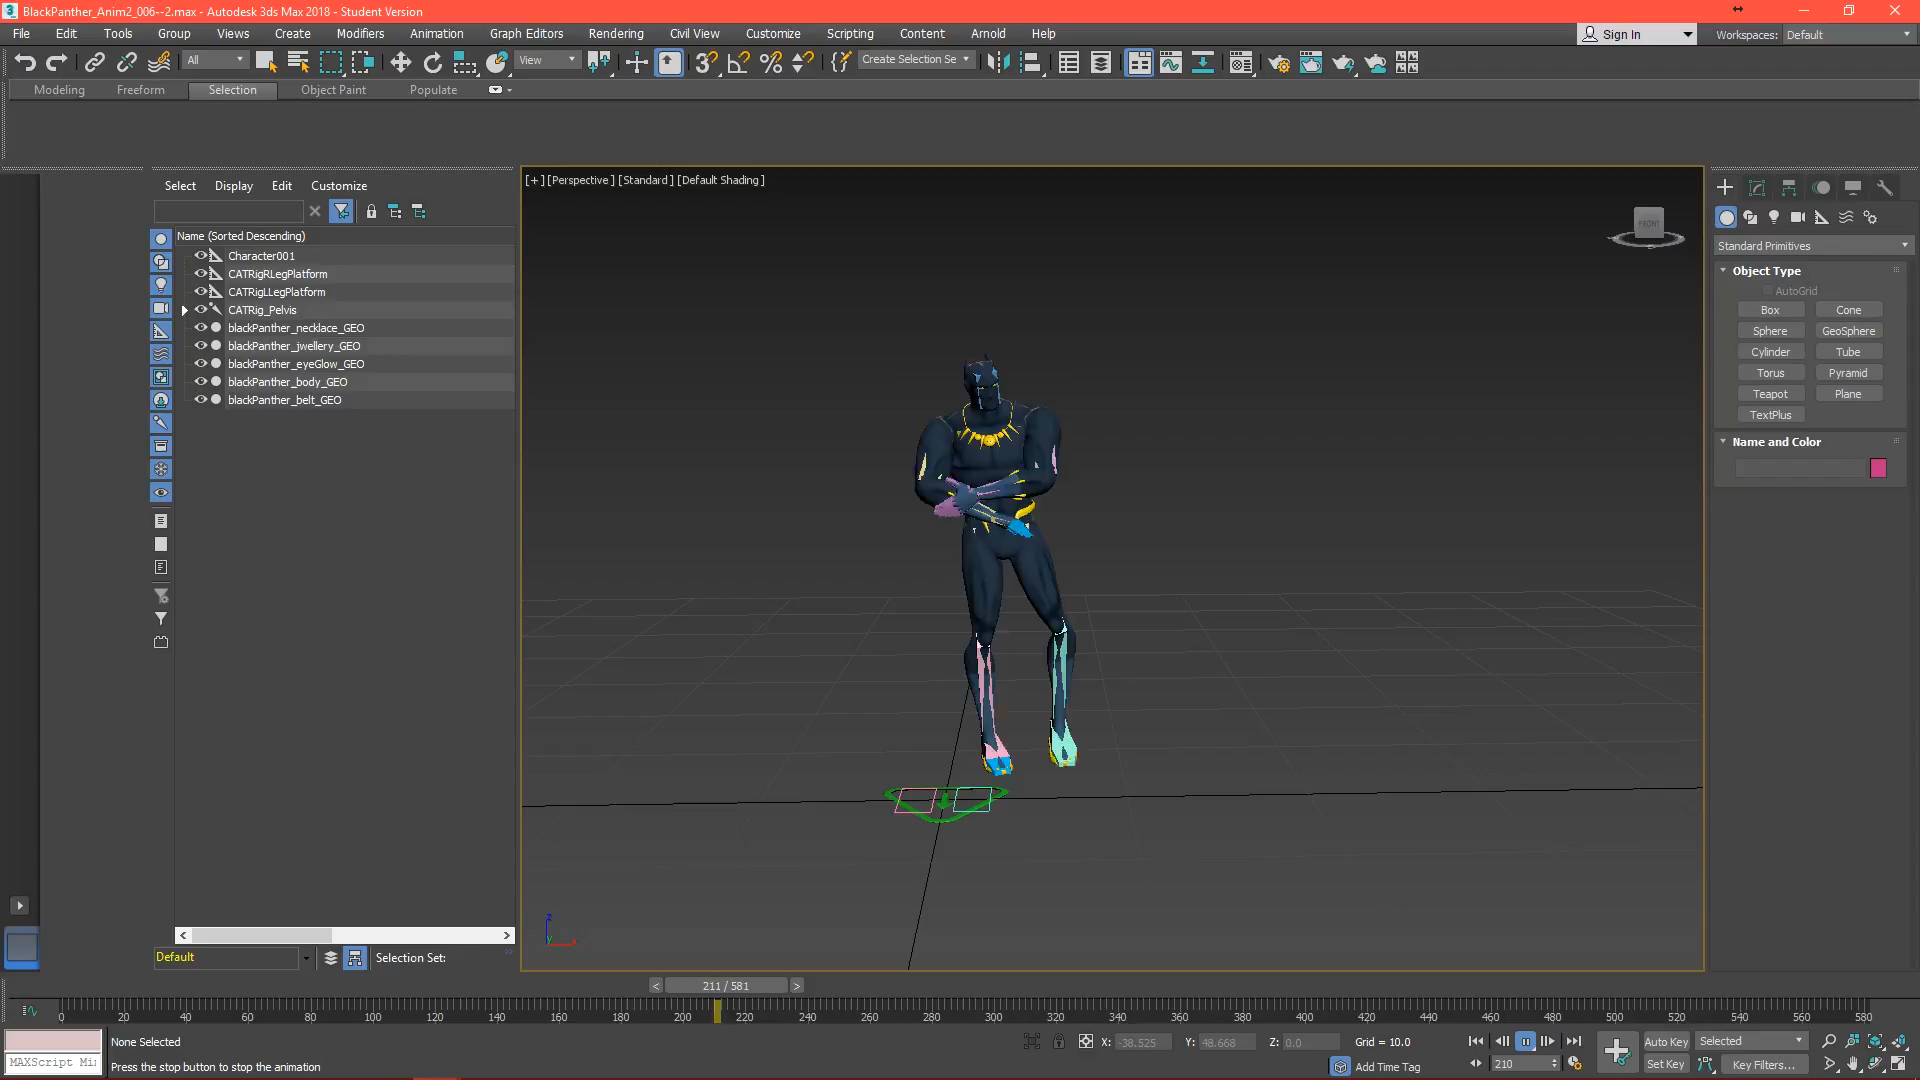 BlackPanther_Anim2_006--2.max - Autodesk 3ds Max 2018 - Student Version
File Edit Tools Group Views Create Modifiers Animation Graph Editors Rendering Civil View Customize Scripting Content Arnold Help
Sign In
Workspaces: Default
All
View
Create Selection Se
Modeling Freeform Selection Object Paint Populate
Select Display Edit Customize
Name (Sorted Descending)
Character001
CATRigRLegPlatform
CATRigLLegPlatform
CATRig_Pelvis
blackPanther_necklace_GEO
blackPanther_jwellery_GEO
blackPanther_eyeGlow_GEO
blackPanther_body_GEO
blackPanther_belt_GEO
[+] [Perspective] [Standard] [Default Shading]
FRONT
z
y
x
Standard Primitives
Object Type
AutoGrid
Box Cone
Sphere GeoSphere
Cylinder Tube
Torus Pyramid
Teapot Plane
TextPlus
Name and Color
Default
Selection Set:
< 211 / 581 >
0 20 40 60 80 100 120 140 160 180 200 220 240 260 280 300 320 340 360 380 400 420 440 460 480 500 520 540 560 580
None Selected
X: -38.525 Y: 48.668 Z: 0.0 Grid = 10.0
Auto Key Selected
MAXScript Mi
Press the stop button to stop the animation
Add Time Tag
210
Set Key Key Filters...